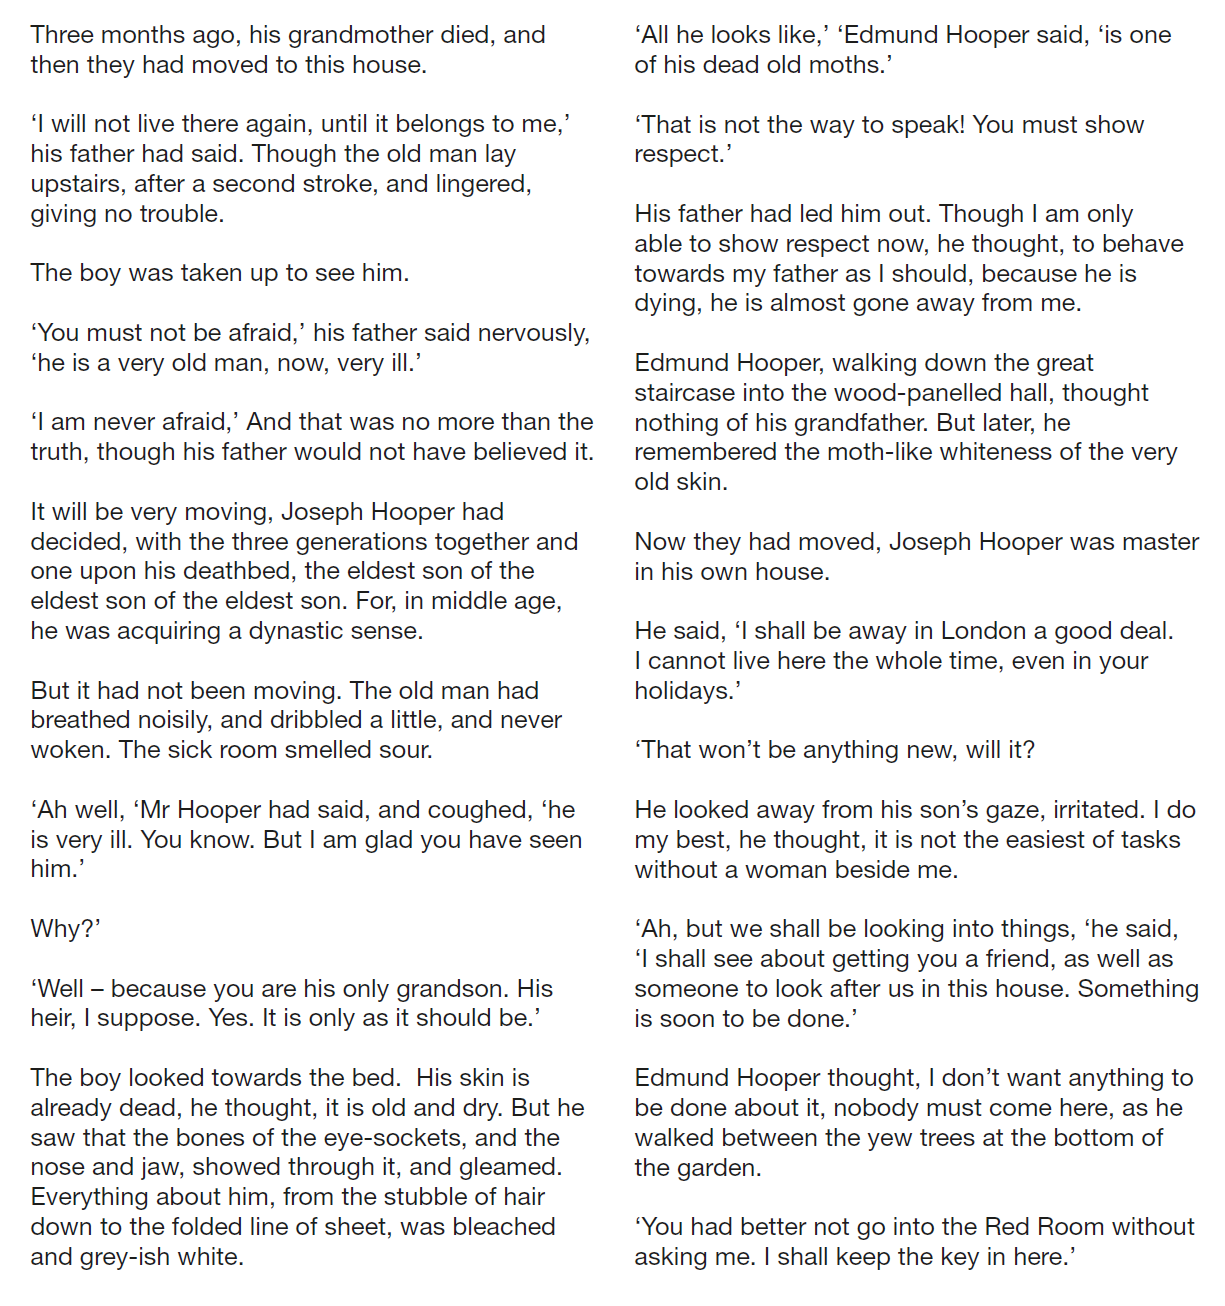 Three months ago, his grandmother died, and
then they had moved to this house.
‘I will not live there again, until it belongs to me,’
his father had said. Though the old man lay
upstairs, after a second stroke, and lingered,
giving no trouble.
The boy was taken up to see him.
‘You must not be afraid,’ his father said nervously,
‘he is a very old man, now, very ill.’
‘I am never afraid,’ And that was no more than the
truth, though his father would not have believed it.
It will be very moving, Joseph Hooper had
decided, with the three generations together and
one upon his deathbed, the eldest son of the
eldest son of the eldest son. For, in middle age,
he was acquiring a dynastic sense.
But it had not been moving. The old man had
breathed noisily, and dribbled a little, and never
woken. The sick room smelled sour.
‘Ah well, ‘Mr Hooper had said, and coughed, ‘he
is very ill. You know. But I am glad you have seen
him.’
Why?’
‘Well – because you are his only grandson. His
heir, I suppose. Yes. It is only as it should be.’
The boy looked towards the bed.  His skin is
already dead, he thought, it is old and dry. But he
saw that the bones of the eye-sockets, and the
nose and jaw, showed through it, and gleamed.
Everything about him, from the stubble of hair
down to the folded line of sheet, was bleached
and grey-ish white.
‘All he looks like,’ ‘Edmund Hooper said, ‘is one
of his dead old moths.’
‘That is not the way to speak! You must show
respect.’
His father had led him out. Though I am only
able to show respect now, he thought, to behave
towards my father as I should, because he is
dying, he is almost gone away from me.
Edmund Hooper, walking down the great
staircase into the wood-panelled hall, thought
nothing of his grandfather. But later, he
remembered the moth-like whiteness of the very
old skin.
Now they had moved, Joseph Hooper was master
in his own house.
He said, ‘I shall be away in London a good deal.
I cannot live here the whole time, even in your
holidays.’
‘That won’t be anything new, will it?
He looked away from his son’s gaze, irritated. I do
my best, he thought, it is not the easiest of tasks
without a woman beside me.
‘Ah, but we shall be looking into things, ‘he said,
‘I shall see about getting you a friend, as well as
someone to look after us in this house. Something
is soon to be done.’
Edmund Hooper thought, I don’t want anything to
be done about it, nobody must come here, as he
walked between the yew trees at the bottom of
the garden.
‘You had better not go into the Red Room without
asking me. I shall keep the key in here.’